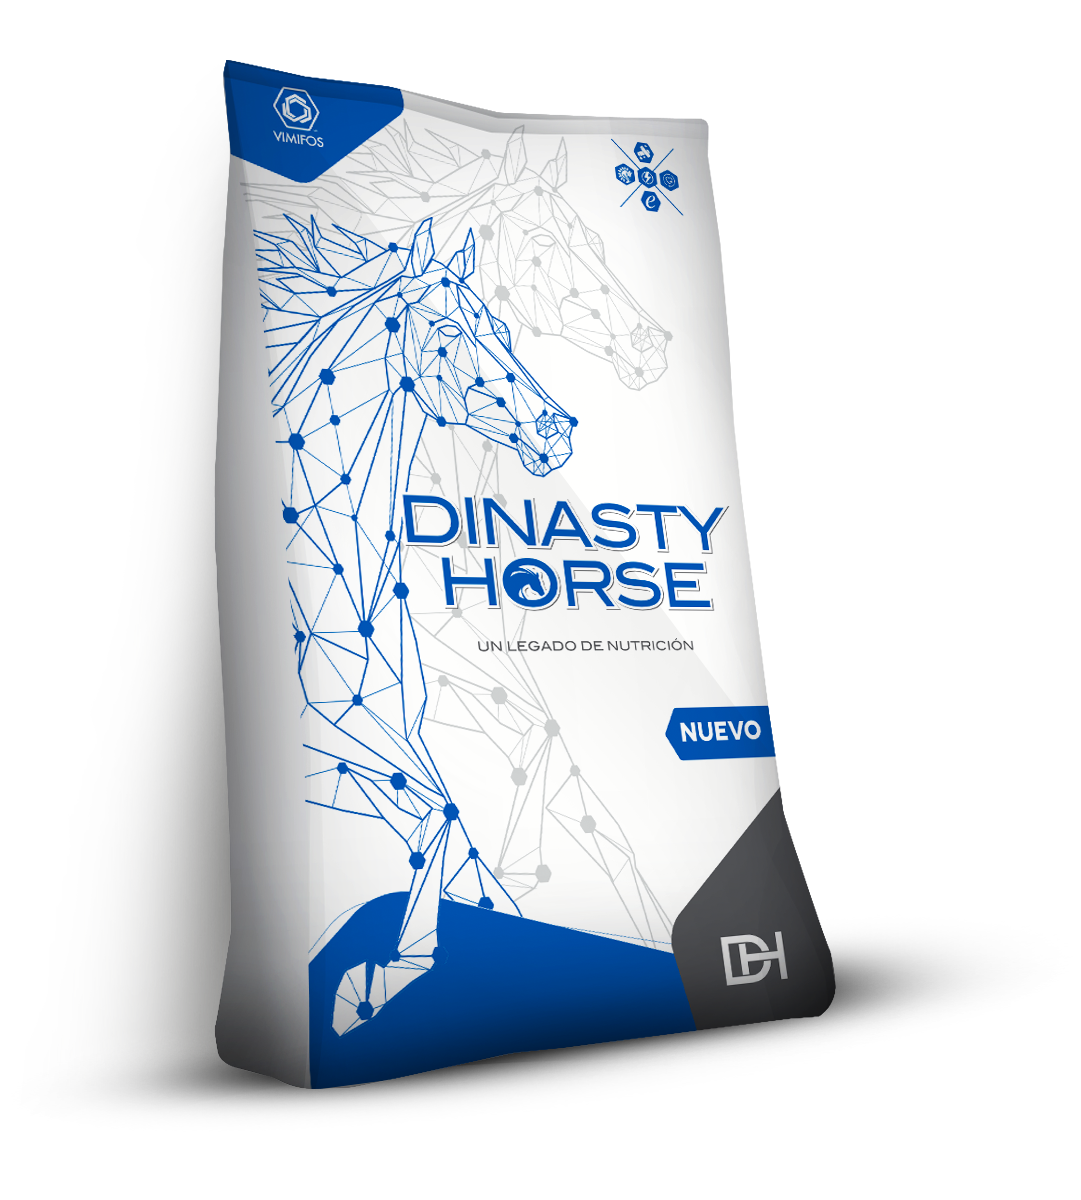 VIMIFOS
e
DINASTY
HORSE
UN LEGADO DE NUTRICIÓN
NUEVO
DH